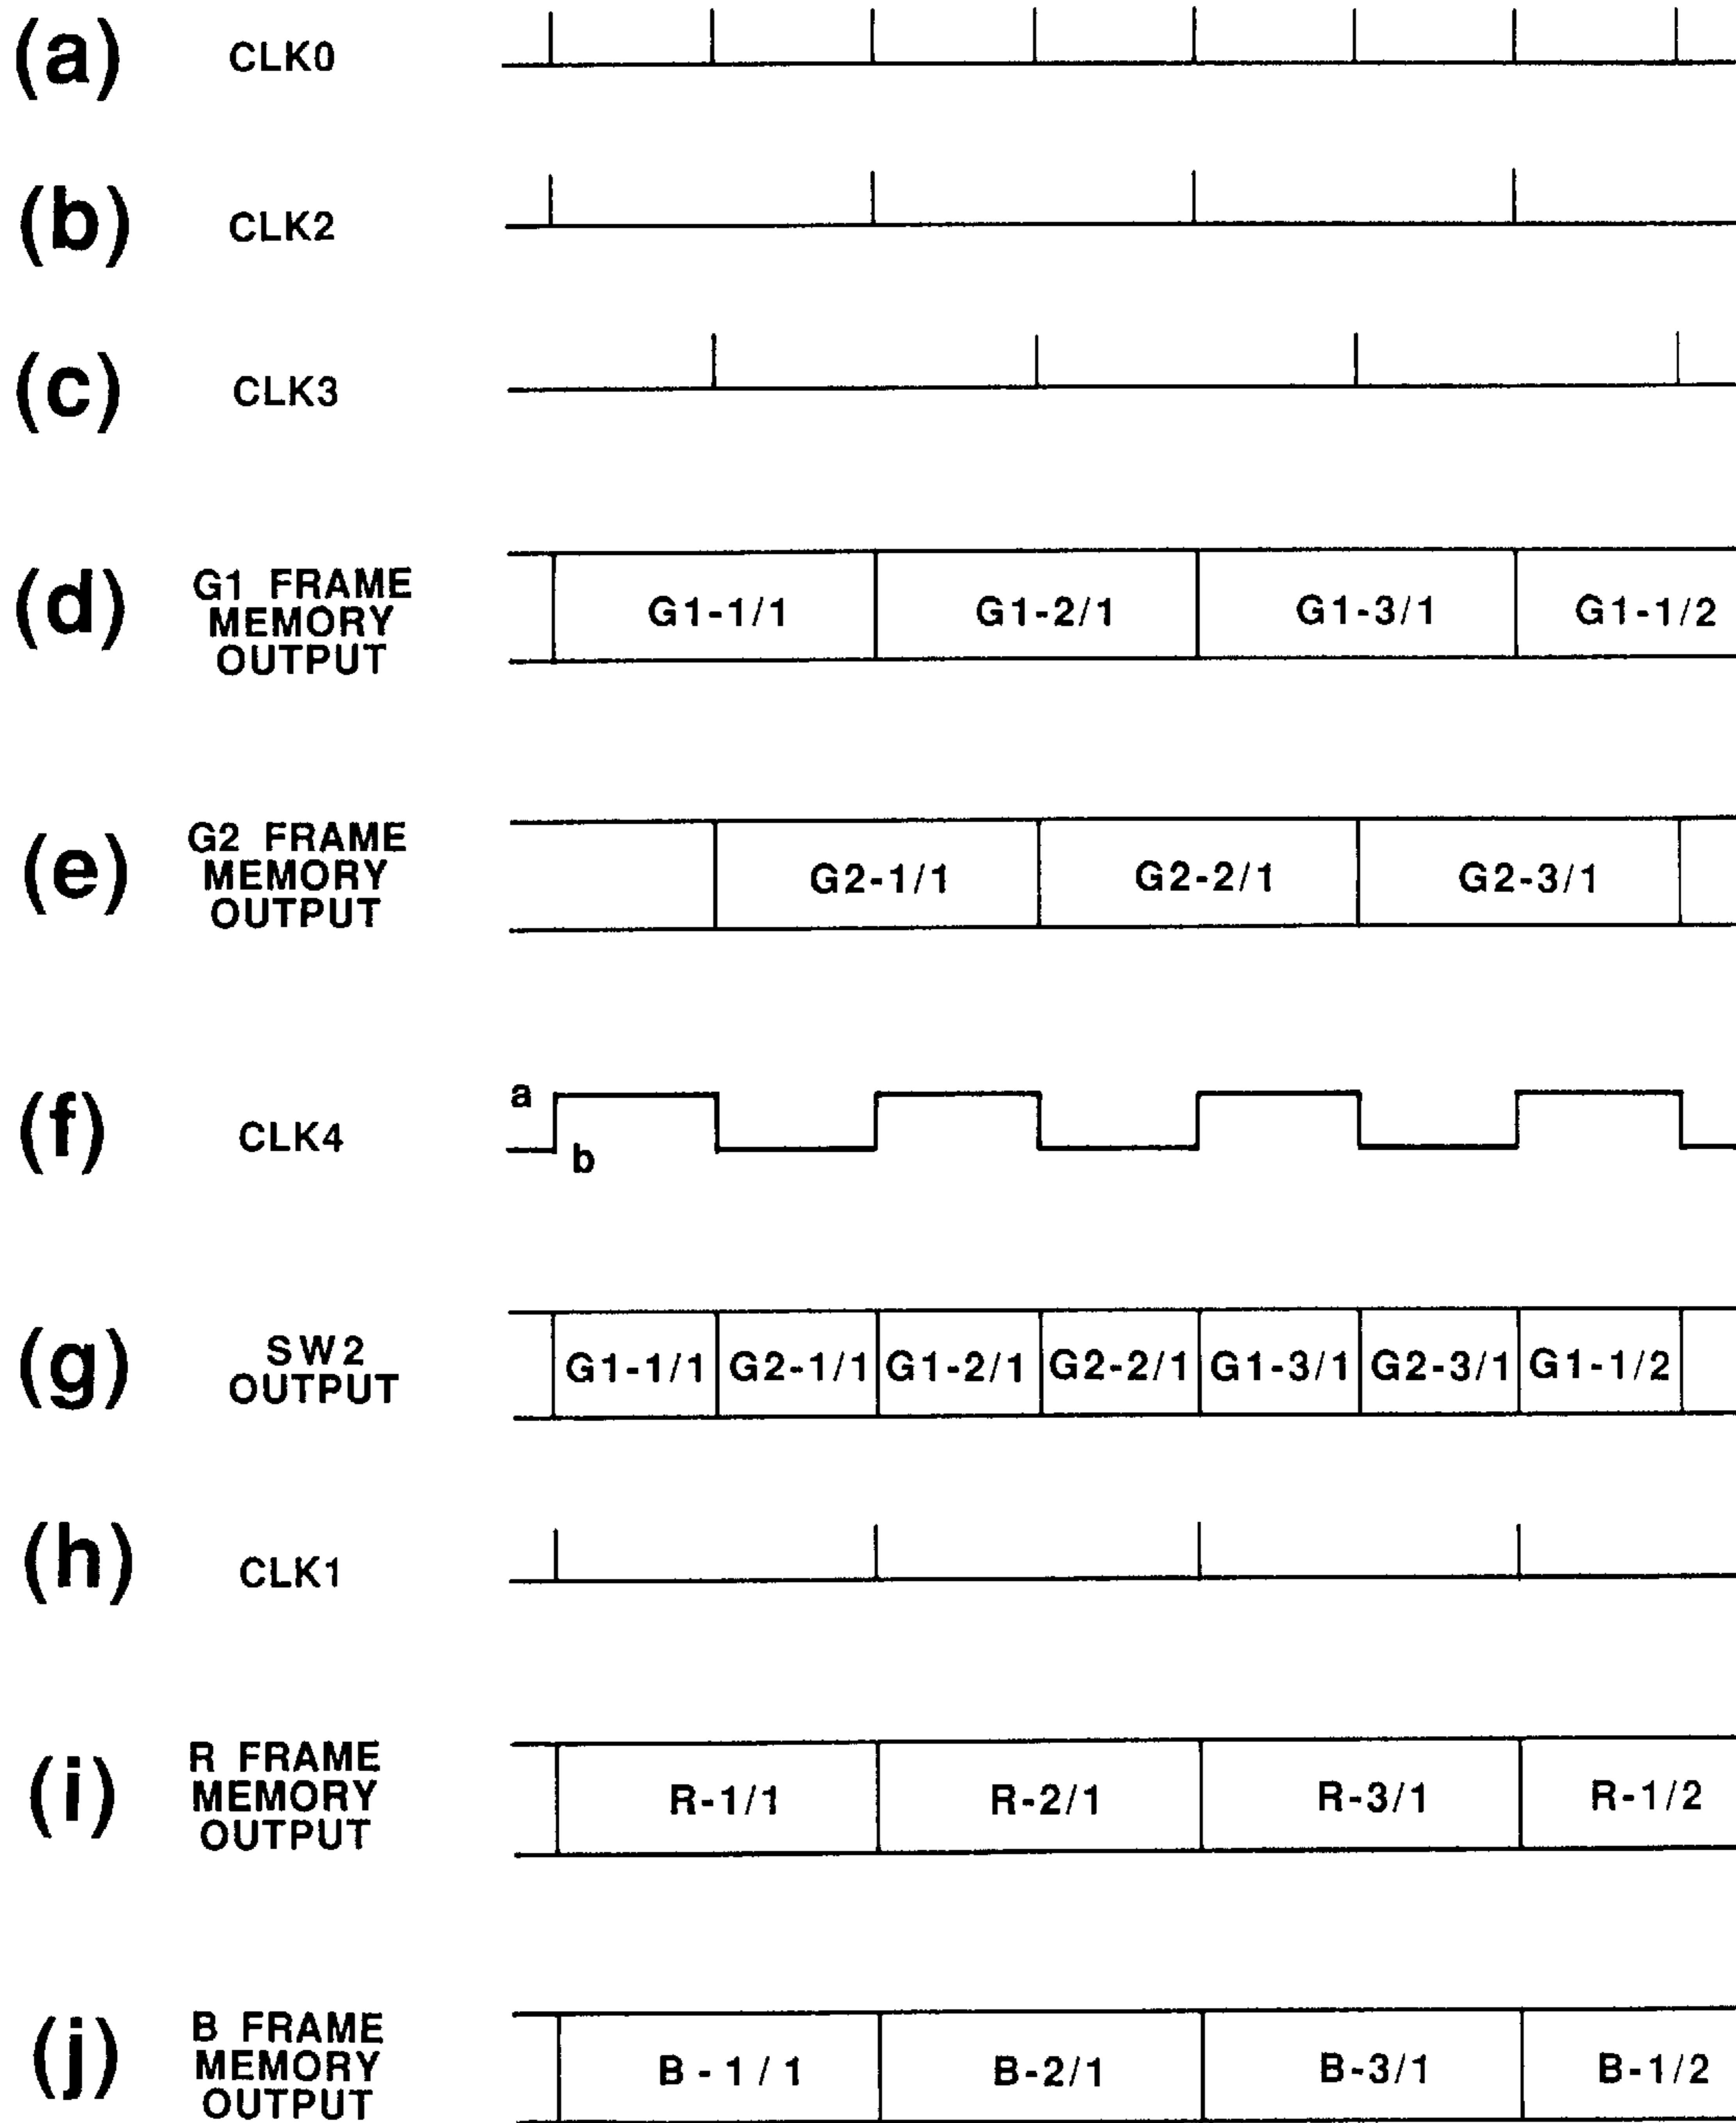 (a) CLK0
(b) CLK2
(c) CLK3
(d) G1 FRAME
MEMORY
OUTPUT
G1-1/1 G1-2/1 G1-3/1 G1-1/2
(e) G2 FRAME
MEMORY
OUTPUT
G2-1/1 G2-2/1 G2-3/1
(f) CLK4
a
b
(g) SW2
OUTPUT
G1-1/1 G2-1/1 G1-2/1 G2-2/1 G1-3/1 G2-3/1 G1-1/2
(h) CLK1
(i) R FRAME
MEMORY
OUTPUT
R-1/1 R-2/1 R-3/1 R-1/2
(j) B FRAME
MEMORY
OUTPUT
B-1/1 B-2/1 B-3/1 B-1/2